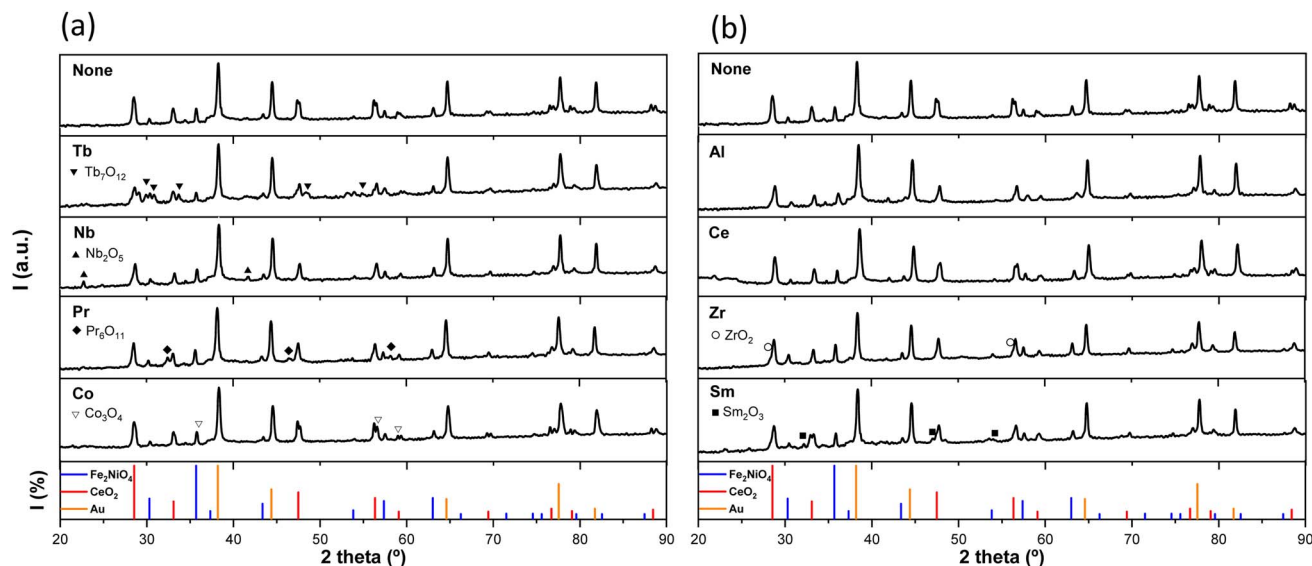 (a)
I (a.u.)
None
Tb
▼ Tb₇O₁₂
Nb
▲ Nb₂O₅
Pr
◆ Pr₆O₁₁
Co
▽ Co₃O₄
I (%)
Fe₂NiO₄
CeO₂
Au
20 30 40 50 60 70 80 90
2 theta (º)
(b)
None
Al
Ce
Zr
○ ZrO₂
Sm
■ Sm₂O₃
Fe₂NiO₄
CeO₂
Au
20 30 40 50 60 70 80 90
2 theta (º)